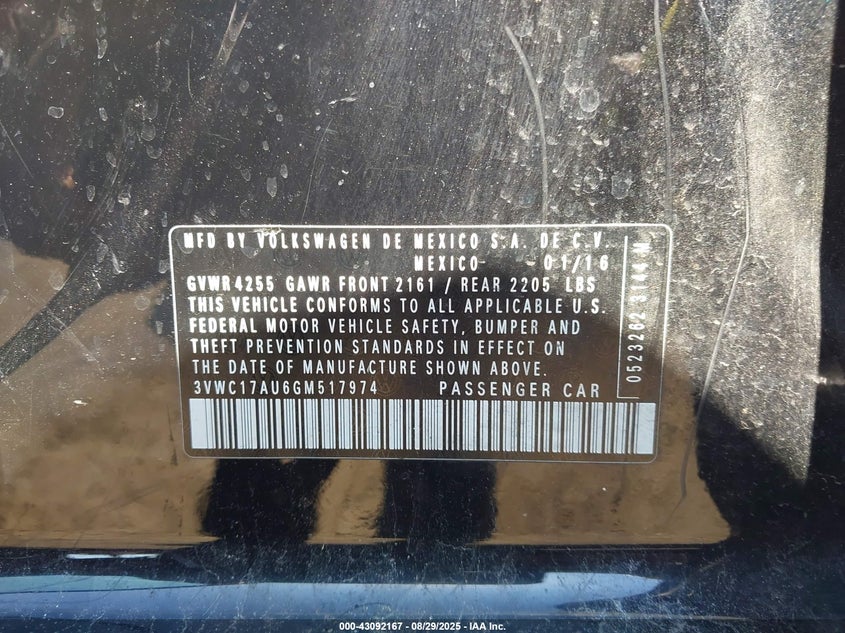 MFD BY VOLKSWAGEN DE MEXICO S.A. DE C.V.
MEXICO- -01/16
GVWR 4255 GAWR FRONT 2161 / REAR 2205 LBS
THIS VEHICLE CONFORMS TO ALL APPLICABLE U.S.
FEDERAL MOTOR VEHICLE SAFETY, BUMPER AND
THEFT PREVENTION STANDARDS IN EFFECT ON
THE DATE OF MANUFACTURE SHOWN ABOVE.
3VWC17AU6GM517974 PASSENGER CAR
0523262 3144 M
000-43092167 - 08/29/2025 - IAA Inc.